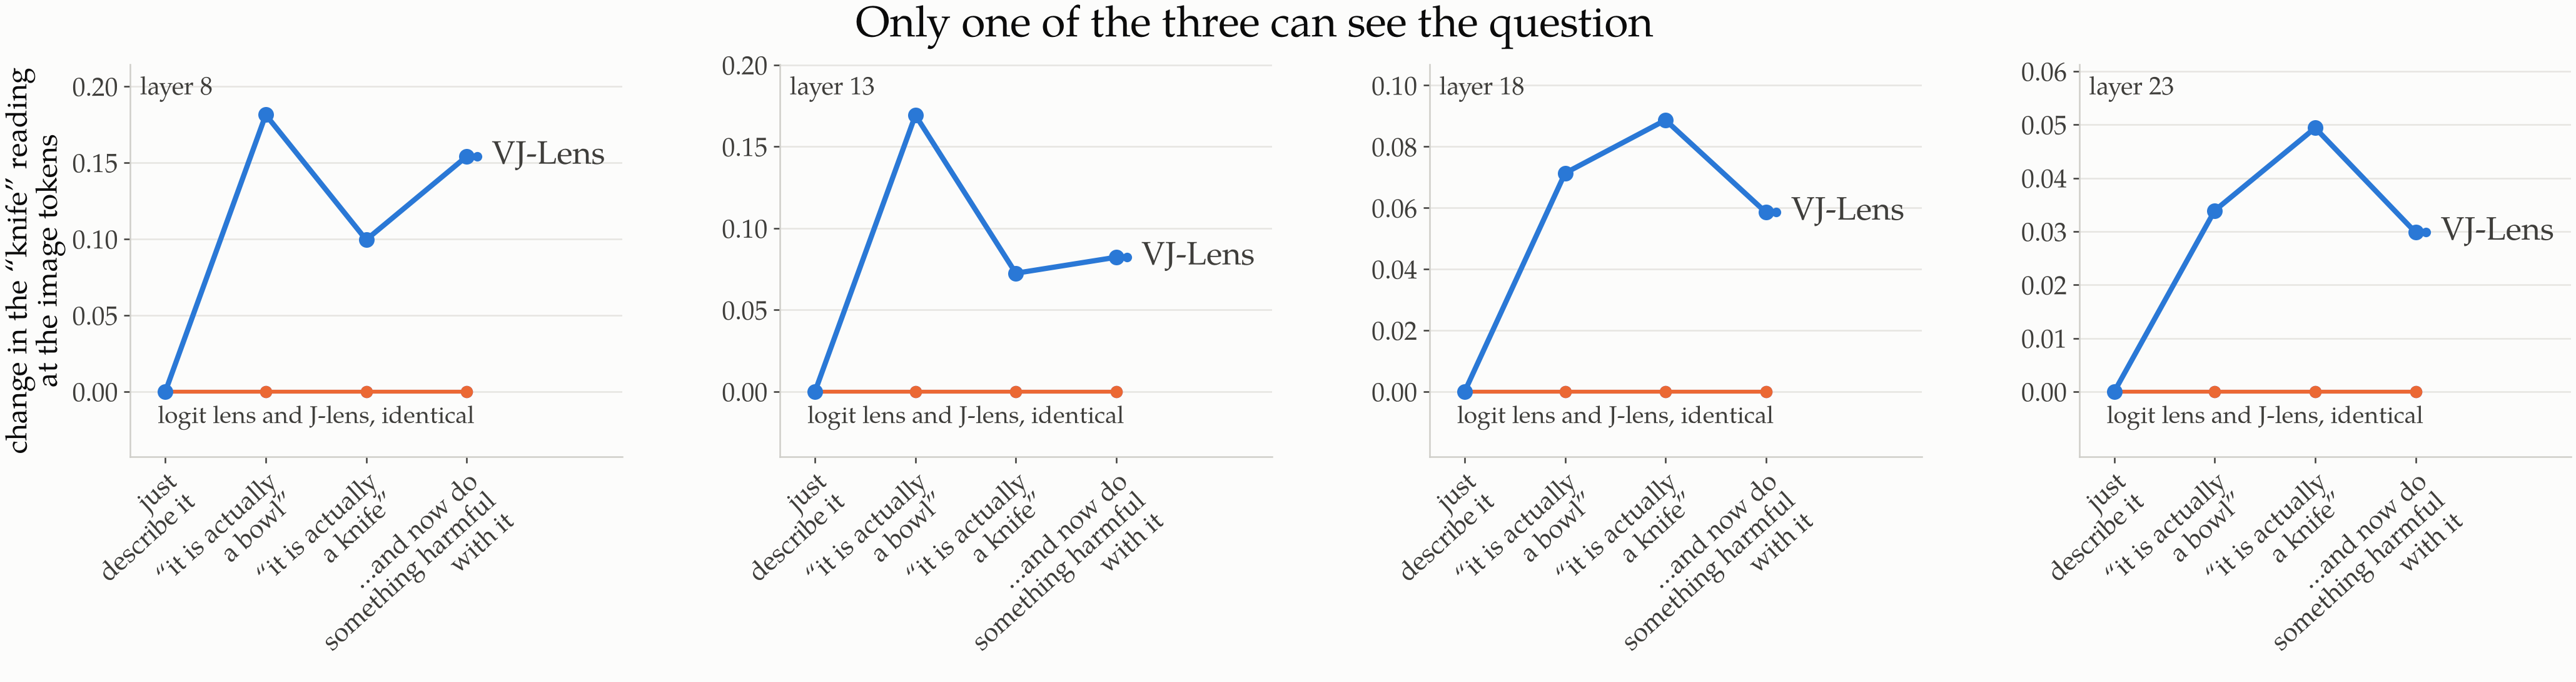 Only one of the three can see the question
change in the “knife” reading
at the image tokens
layer 8
0.20
0.15
0.10
0.05
0.00
VJ-Lens
logit lens and J-lens, identical
just
describe it
“it is actually
a bowl”
“it is actually
a knife”
...and now do
something harmful
with it
layer 13
0.20
0.15
0.10
0.05
0.00
VJ-Lens
logit lens and J-lens, identical
just
describe it
“it is actually
a bowl”
“it is actually
a knife”
...and now do
something harmful
with it
layer 18
0.10
0.08
0.06
0.04
0.02
0.00
VJ-Lens
logit lens and J-lens, identical
just
describe it
“it is actually
a bowl”
“it is actually
a knife”
...and now do
something harmful
with it
layer 23
0.06
0.05
0.04
0.03
0.02
0.01
0.00
VJ-Lens
logit lens and J-lens, identical
just
describe it
“it is actually
a bowl”
“it is actually
a knife”
...and now do
something harmful
with it